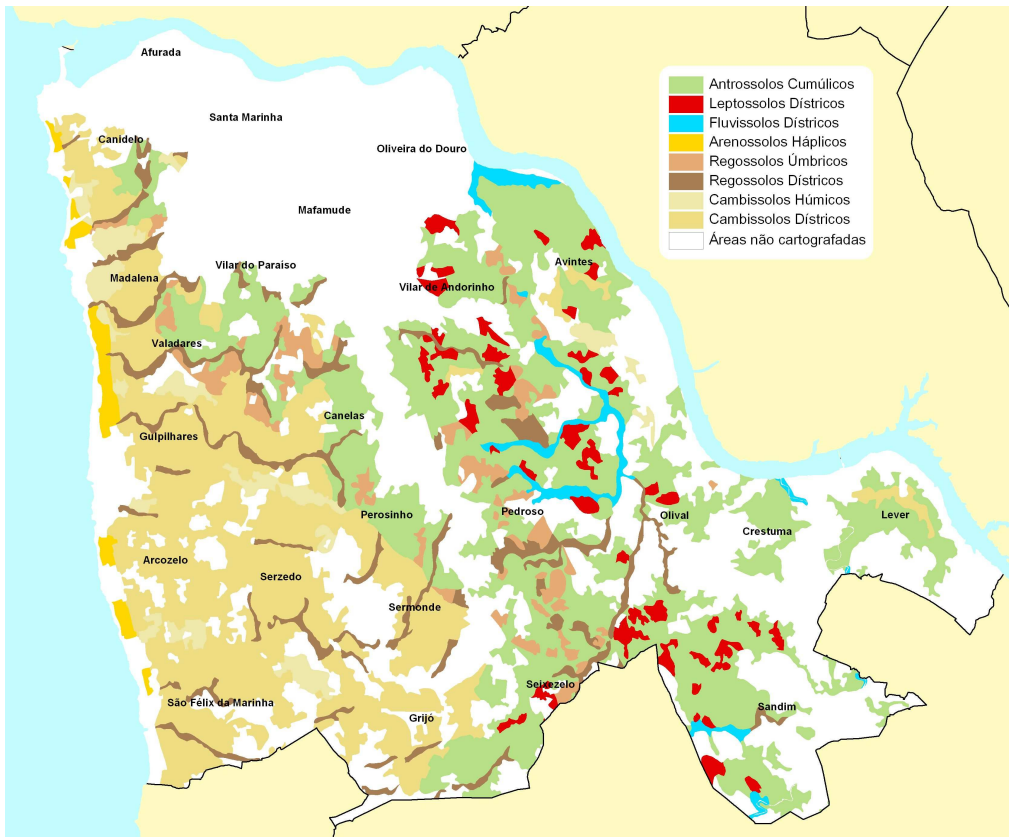 Afurada
Santa Marinha
Canidelo
Oliveira do Douro
Mafamude
Antrossolos Cumúlicos
Leptossolos Dístricos
Fluvissolos Dístricos
Arenossolos Háplicos
Regossolos Úmbricos
Regossolos Dístricos
Cambissolos Húmicos
Cambissolos Dístricos
Áreas não cartografadas
Madalena
Vilar do Paraiso
Avintes
Vilar de Andorinho
Valadares
Canelas
Gulpilhares
Perosinho
Pedroso
Olival
Crestuma
Lever
Arcozelo
Serzedo
Sermonde
Seixezelo
São Félix da Marinha
Grijó
Sandim